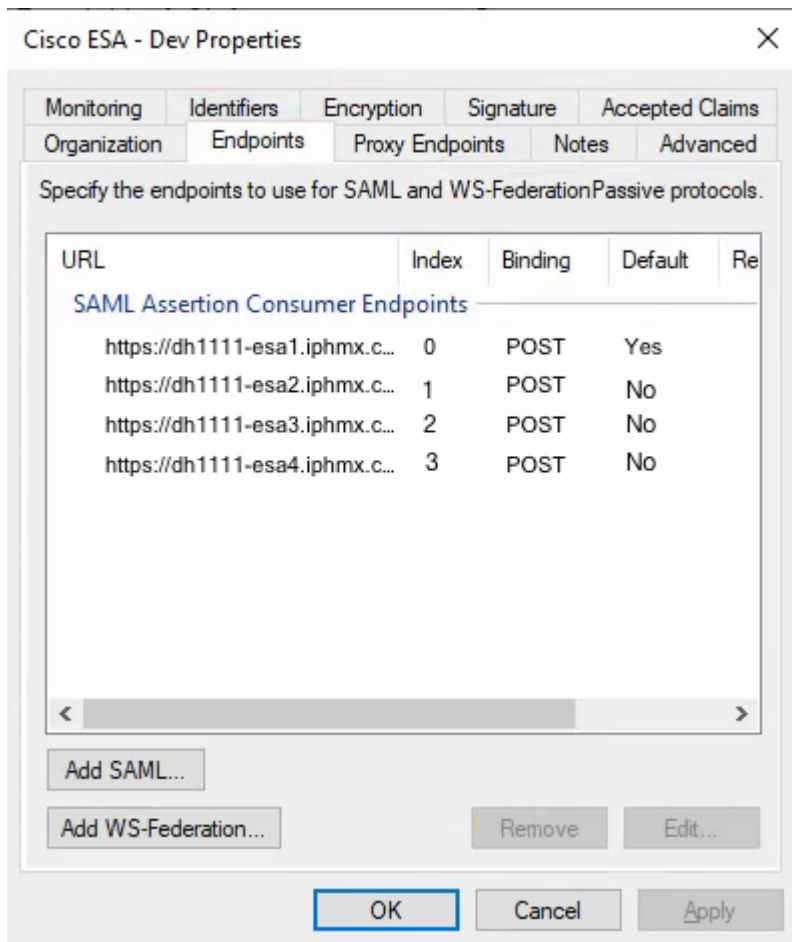 Cisco ESA - Dev Properties
Monitoring Identifiers Encryption Signature Accepted Claims
Organization Endpoints Proxy Endpoints Notes Advanced
Specify the endpoints to use for SAML and WS-FederationPassive protocols.
URL Index Binding Default Re
SAML Assertion Consumer Endpoints
https://dh1111-esa1.iphmx.c... 0 POST Yes
https://dh1111-esa2.iphmx.c... 1 POST No
https://dh1111-esa3.iphmx.c... 2 POST No
https://dh1111-esa4.iphmx.c... 3 POST No
Add SAML...
Add WS-Federation... Remove Edit...
OK Cancel Apply